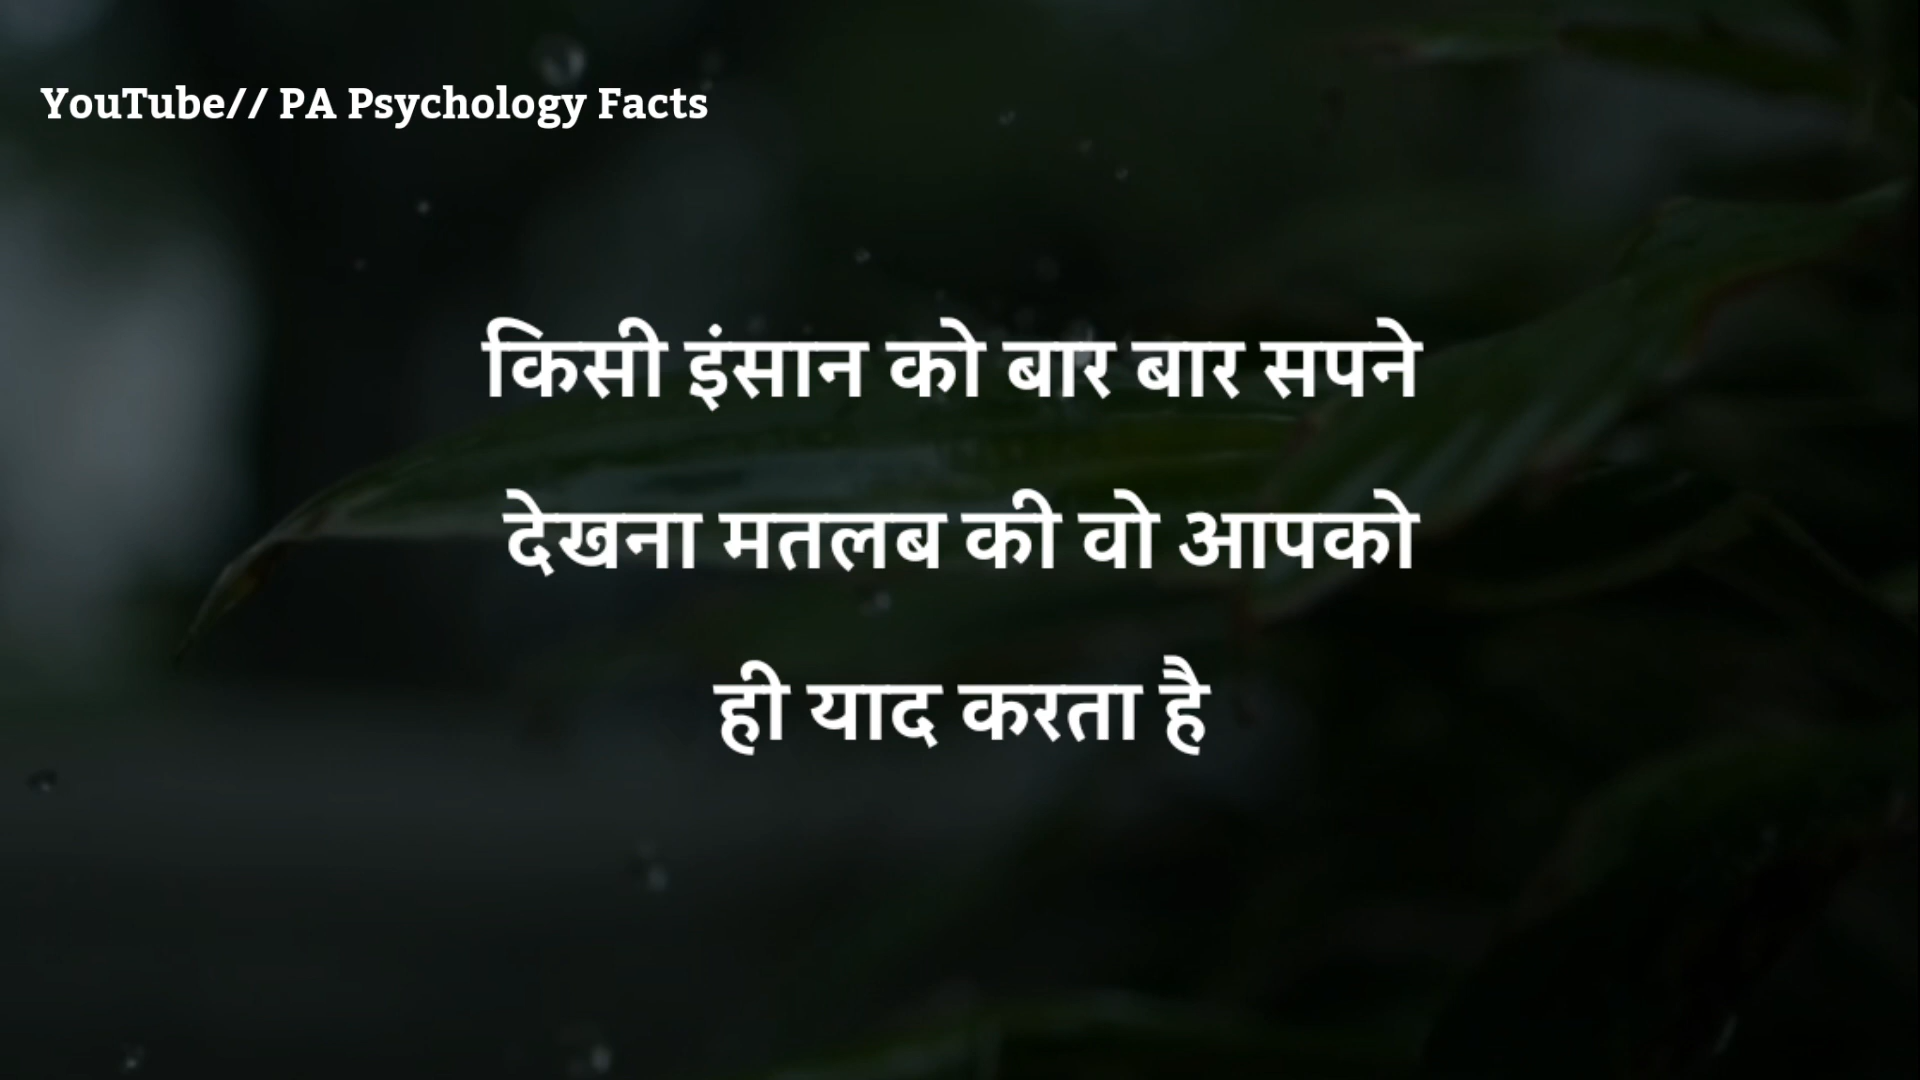 YouTube// PA Psychology Facts
किसी इंसान को बार बार सपने
देखना मतलब की वो आपको
ही याद करता है